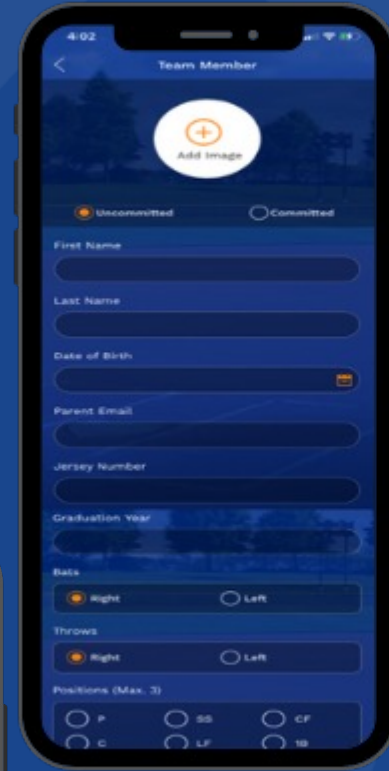 4:02
Team Member
Add Image
Uncommitted Committed
First Name
Last Name
Date of Birth
Parent Email
Jersey Number
Graduation Year
Bats
Right Left
Throws
Right Left
Positions (Max. 3)
P SS CF
C LF 1B